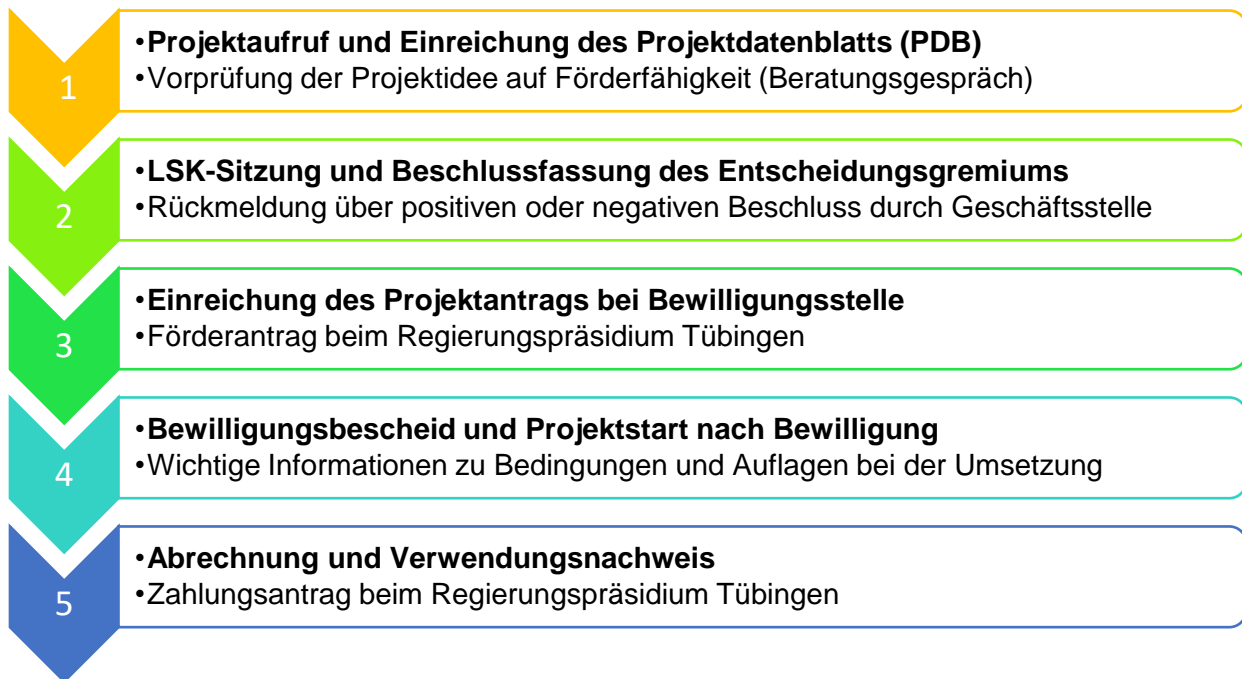 1
•Projektaufruf und Einreichung des Projektdatenblatts (PDB)
•Vorprüfung der Projektidee auf Förderfähigkeit (Beratungsgespräch)
2
•LSK-Sitzung und Beschlussfassung des Entscheidungsgremiums
•Rückmeldung über positiven oder negativen Beschluss durch Geschäftsstelle
3
•Einreichung des Projektantrags bei Bewilligungsstelle
•Förderantrag beim Regierungspräsidium Tübingen
4
•Bewilligungsbescheid und Projektstart nach Bewilligung
•Wichtige Informationen zu Bedingungen und Auflagen bei der Umsetzung
5
•Abrechnung und Verwendungsnachweis
•Zahlungsantrag beim Regierungspräsidium Tübingen